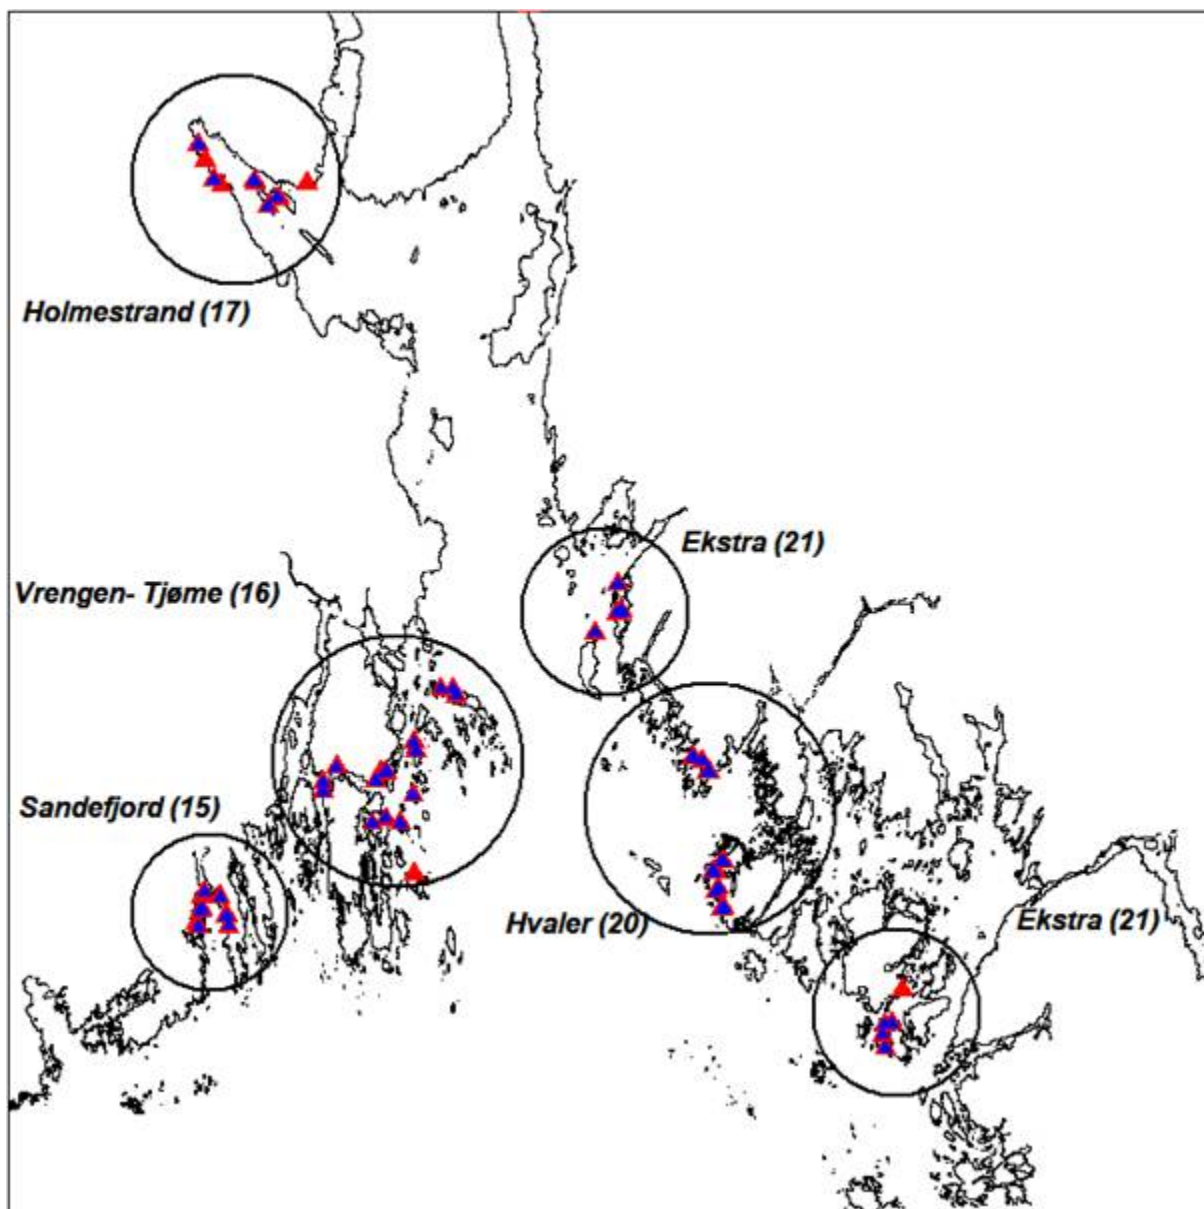 Holmestrand (17)
Ekstra (21)
Vrengen- Tjøme (16)
Sandefjord (15)
Hvaler (20)
Ekstra (21)